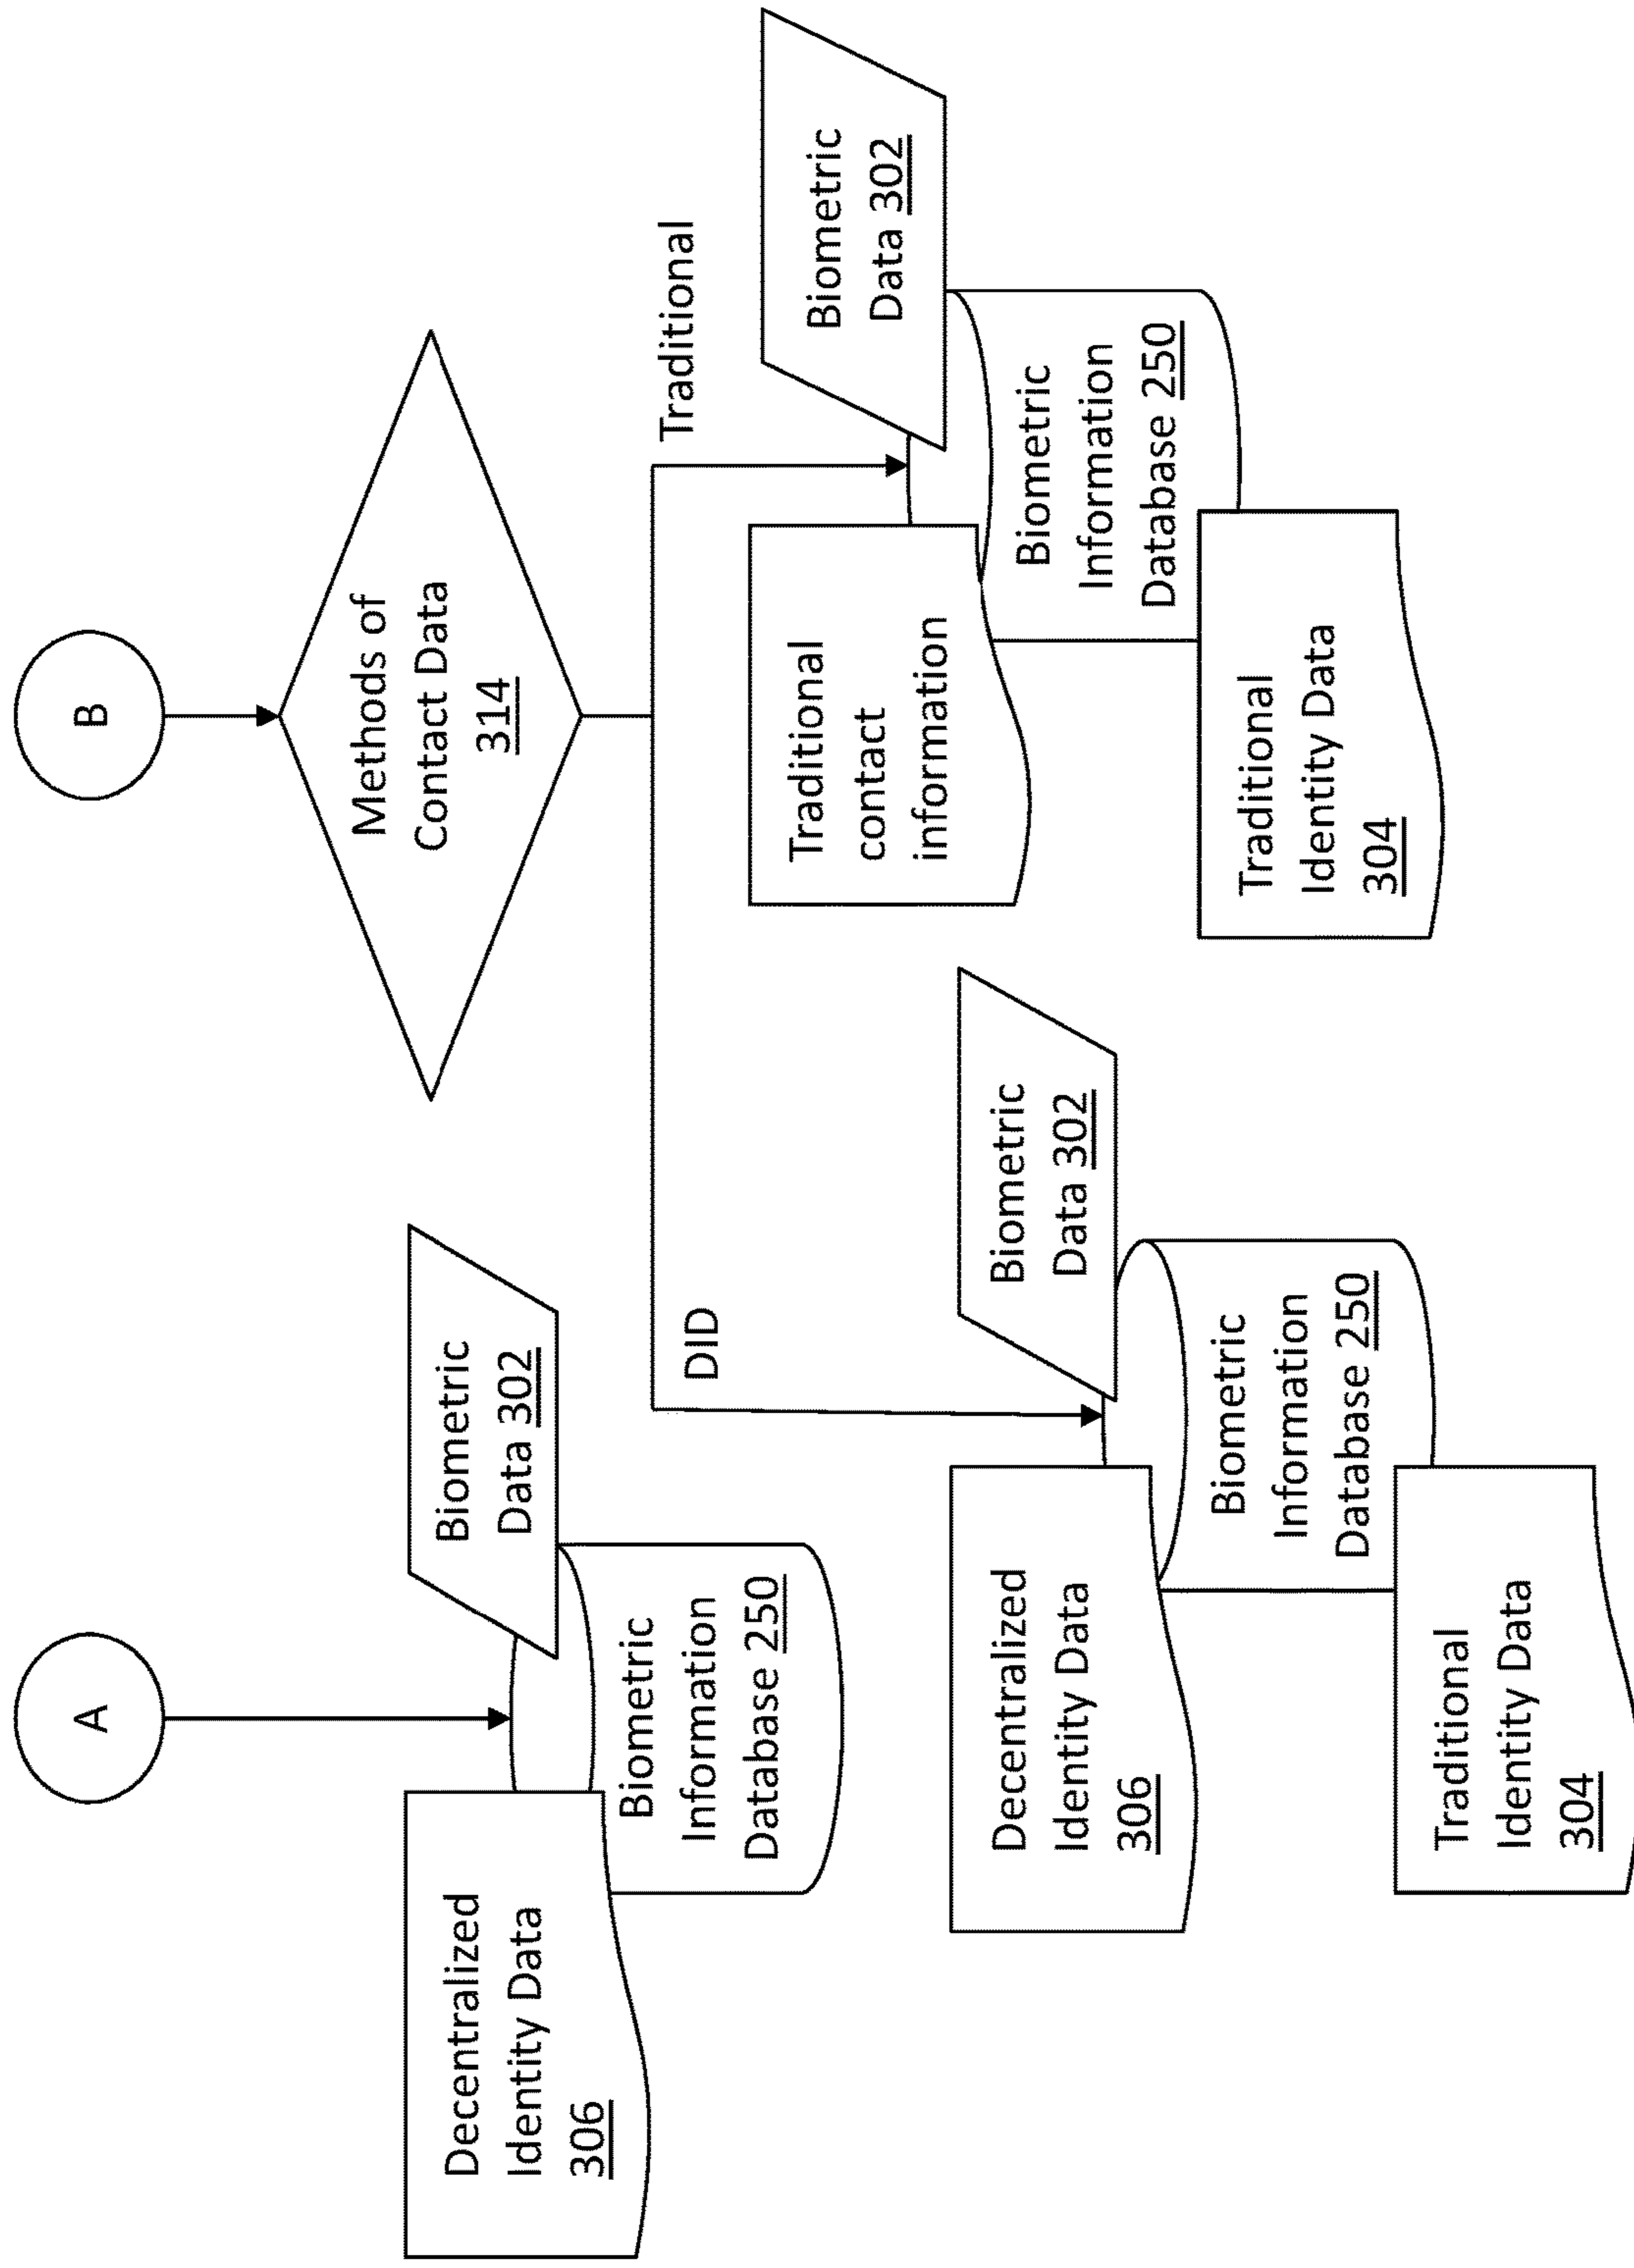 A
Decentralized
Identity Data
306
Biometric
Data 302
Biometric
Information
Database 250
B
Methods of
Contact Data
314
DID
Traditional
Decentralized
Identity Data
306
Biometric
Data 302
Biometric
Information
Database 250
Traditional
Identity Data
304
Traditional
contact
information
Biometric
Data 302
Biometric
Information
Database 250
Traditional
Identity Data
304